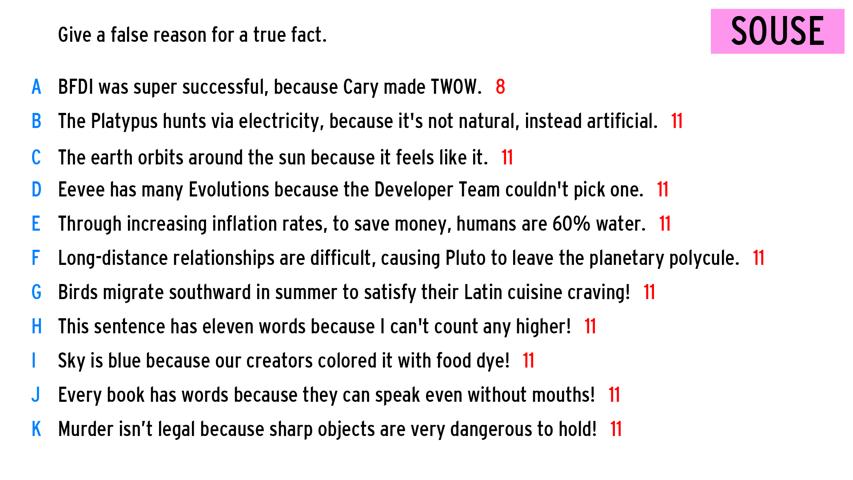 Give a false reason for a true fact.
SOUSE
A BFDI was super successful, because Cary made TWOW. 8
B The Platypus hunts via electricity, because it's not natural, instead artificial. 11
C The earth orbits around the sun because it feels like it. 11
D Eevee has many Evolutions because the Developer Team couldn't pick one. 11
E Through increasing inflation rates, to save money, humans are 60% water. 11
F Long-distance relationships are difficult, causing Pluto to leave the planetary polycule. 11
G Birds migrate southward in summer to satisfy their Latin cuisine craving! 11
H This sentence has eleven words because I can't count any higher! 11
I Sky is blue because our creators colored it with food dye! 11
J Every book has words because they can speak even without mouths! 11
K Murder isn’t legal because sharp objects are very dangerous to hold! 11